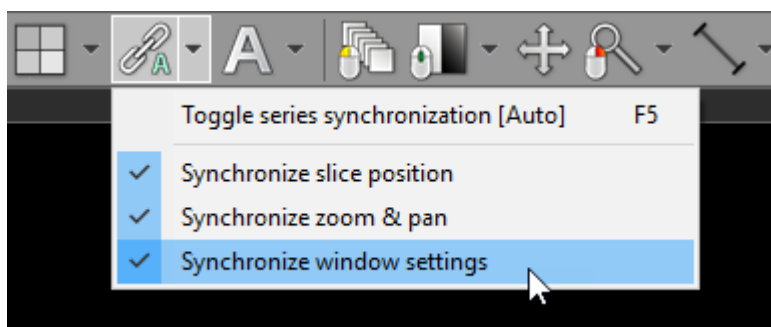 A
A
Toggle series synchronization [Auto] F5
Synchronize slice position
Synchronize zoom & pan
Synchronize window settings